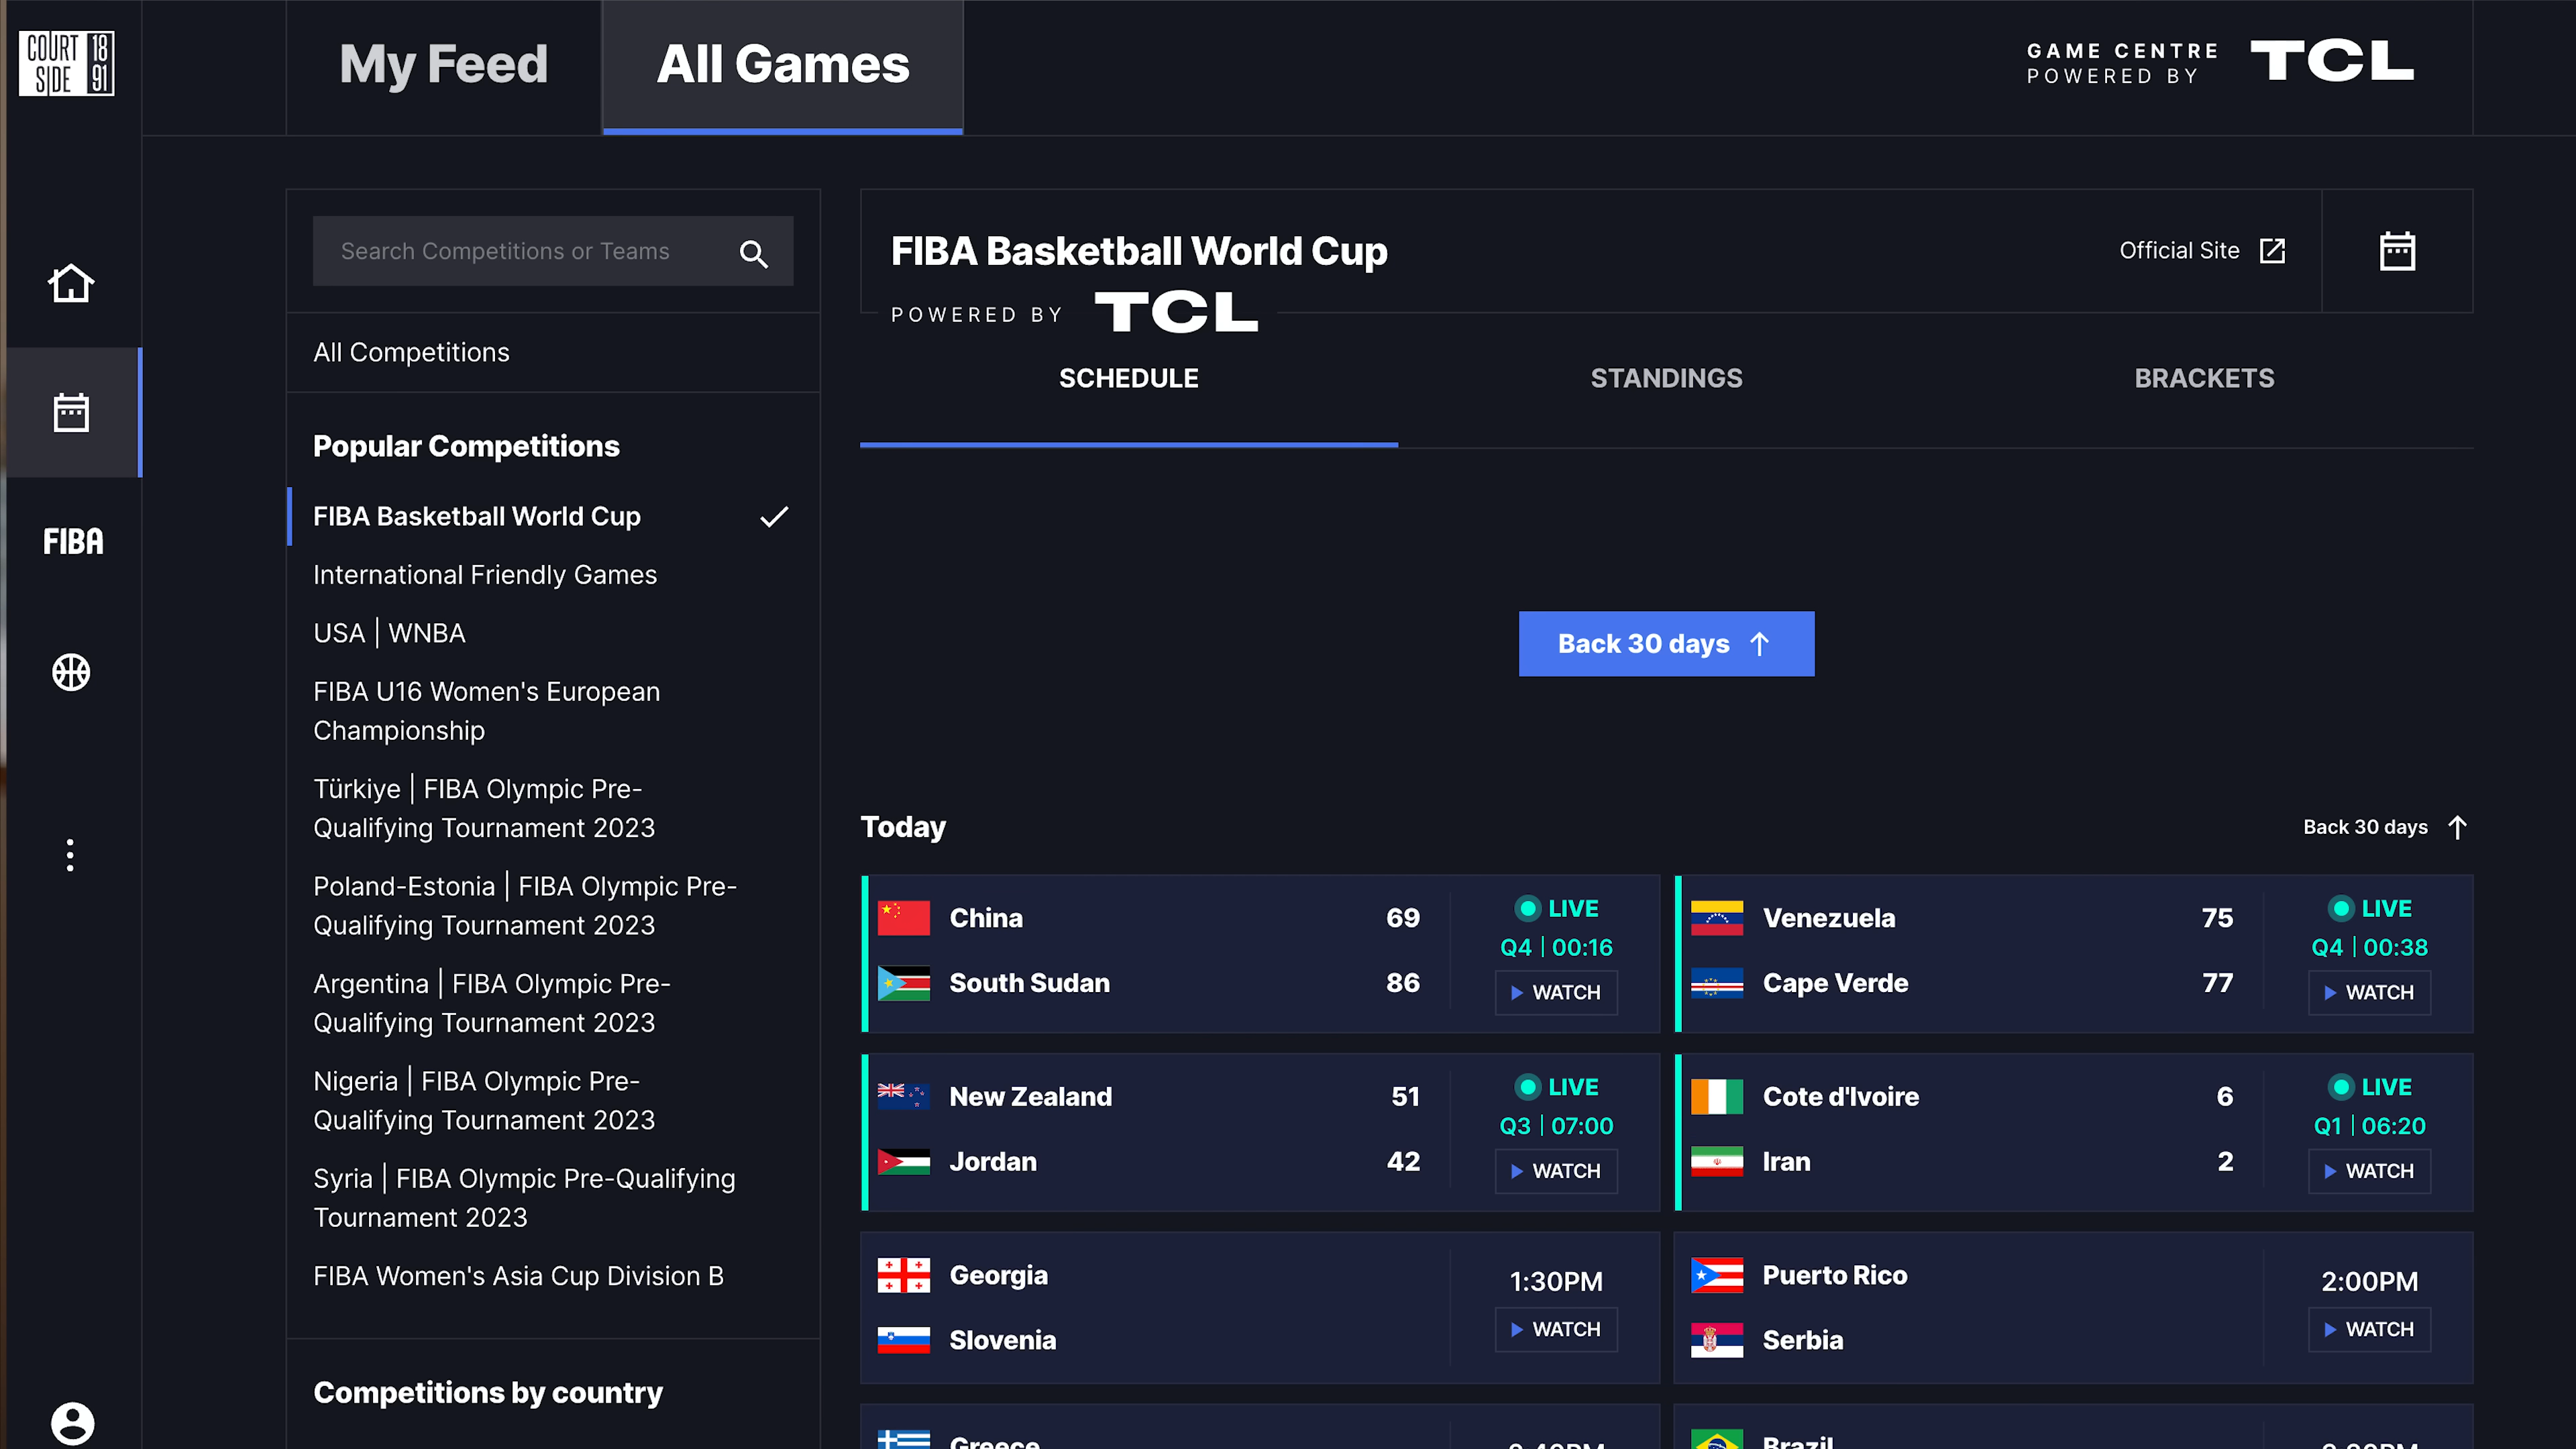 COURT
SIDE
18
91
My Feed
All Games
GAME CENTRE
POWERED BY
TCL
Search Competitions or Teams
All Competitions
Popular Competitions
FIBA Basketball World Cup
International Friendly Games
USA | WNBA
FIBA U16 Women's European
Championship
Türkiye | FIBA Olympic Pre-
Qualifying Tournament 2023
Poland-Estonia | FIBA Olympic Pre-
Qualifying Tournament 2023
Argentina | FIBA Olympic Pre-
Qualifying Tournament 2023
Nigeria | FIBA Olympic Pre-
Qualifying Tournament 2023
Syria | FIBA Olympic Pre-Qualifying
Tournament 2023
FIBA Women's Asia Cup Division B
Competitions by country
FIBA
FIBA Basketball World Cup
Official Site
POWERED BY TCL
SCHEDULE
STANDINGS
BRACKETS
Back 30 days
Today
Back 30 days
China 69
South Sudan 86
LIVE
Q4 | 00:16
WATCH
Venezuela 75
Cape Verde 77
LIVE
Q4 | 00:38
WATCH
New Zealand 51
Jordan 42
LIVE
Q3 | 07:00
WATCH
Cote d'Ivoire 6
Iran 2
LIVE
Q1 | 06:20
WATCH
Georgia
Slovenia
1:30PM
WATCH
Puerto Rico
Serbia
2:00PM
WATCH
Greece
Brazil